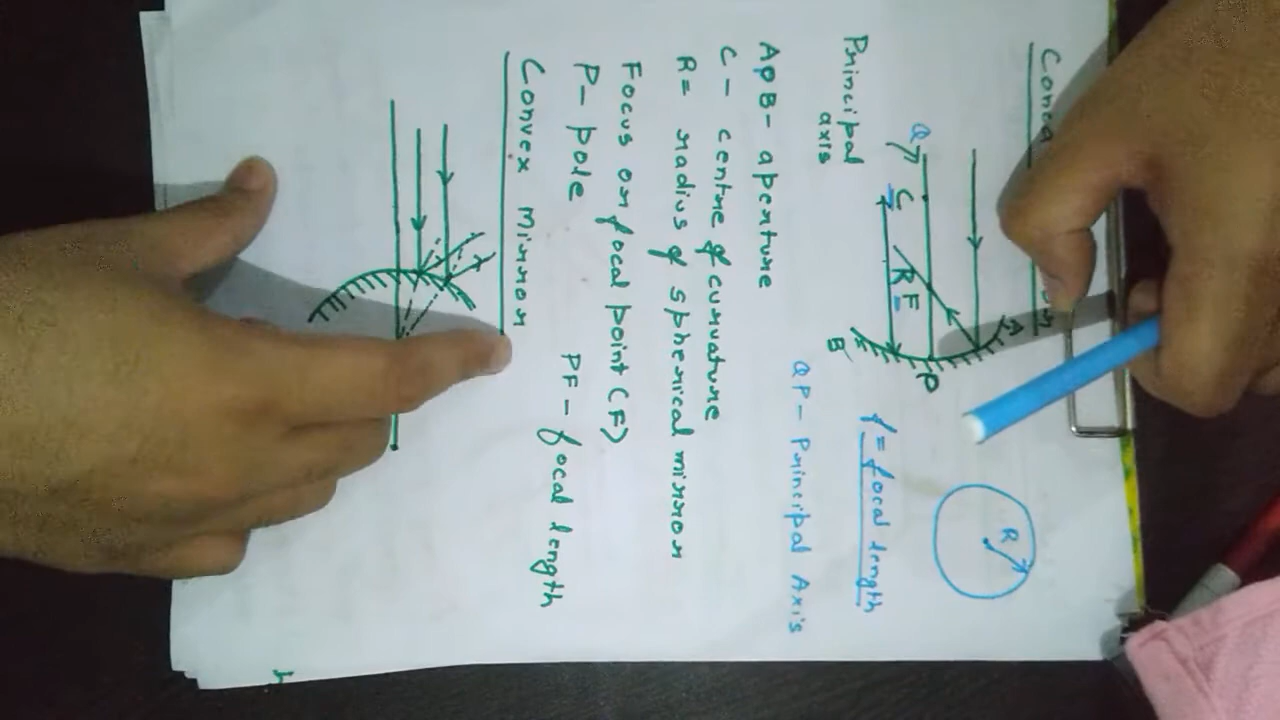 Q
C
R
F
P
B
Principal
axis
f = focal length
R
QP - Principal Axis
APB - aperture
C - centre of curvature
R = radius of spherical mirror
Focus or focal point (F)
P - pole
PF - focal length
Convex Mirror